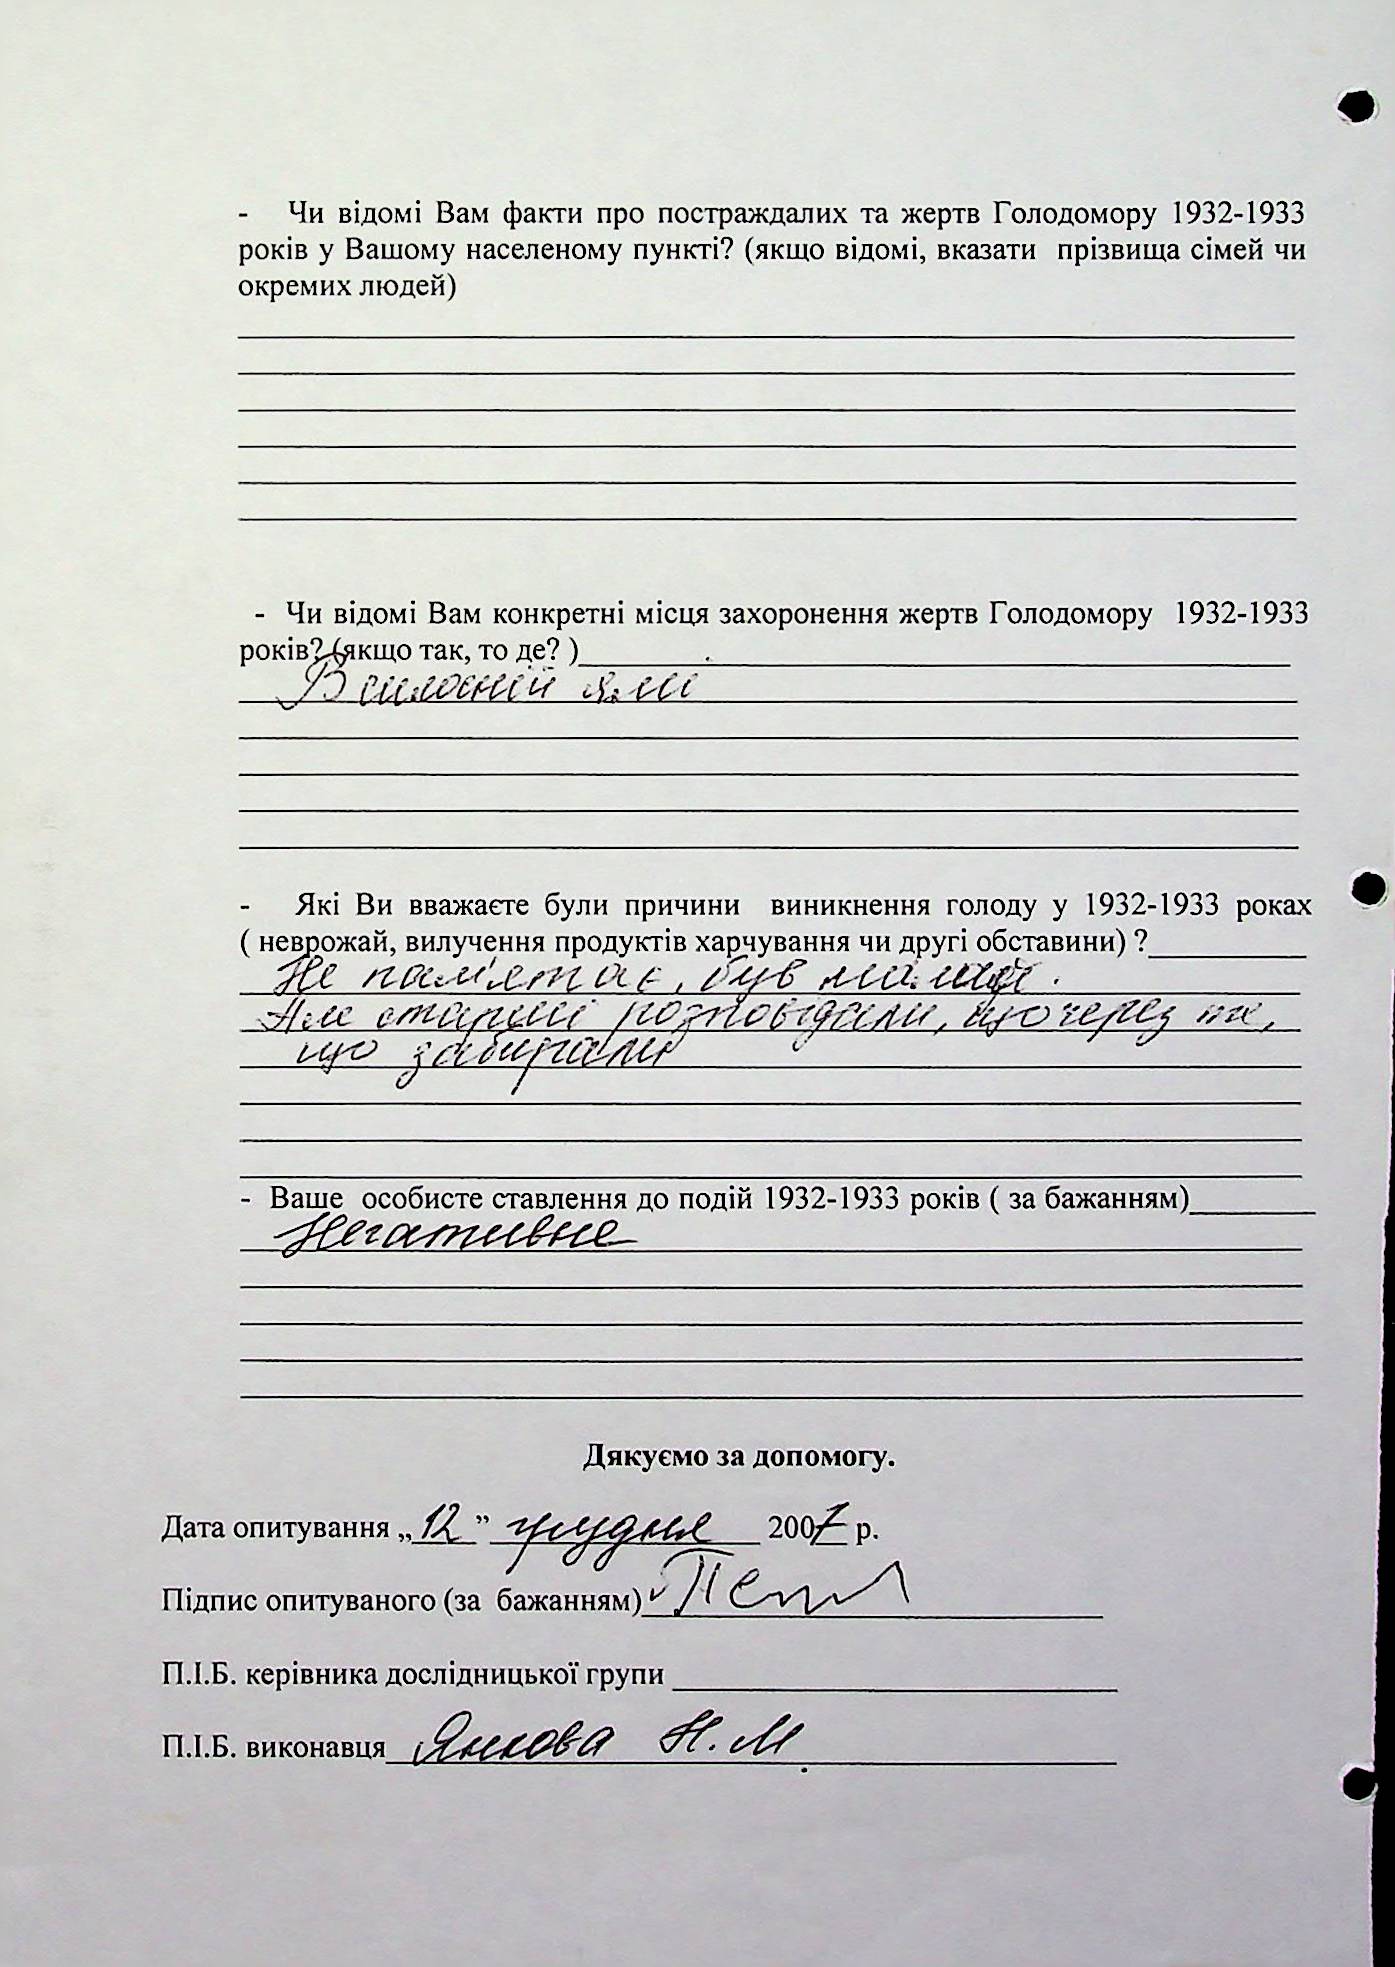 - Чи відомі Вам факти про постраждалих та жертв Голодомору 1932-1933
років у Вашому населеному пункті? (якщо відомі, вказати прізвища сімей чи
окремих людей)
- Чи відомі Вам конкретні місця захоронення жертв Голодомору 1932-1933
років? (якщо так, то де? )
В силосній ямі
- Які Ви вважаєте були причини виникнення голоду у 1932-1933 роках
( неврожай, вилучення продуктів харчування чи другі обставини) ?
Не пам'ятає, був малий.
Але старші розповідали, що через те,
що забирали
- Ваше особисте ставлення до подій 1932-1933 років ( за бажанням)
Негативне
Дякуємо за допомогу.
Дата опитування „12” грудня 2007 р.
Підпис опитуваного (за бажанням)
П.І.Б. керівника дослідницької групи
П.І.Б. виконавця Янкова Н.М.